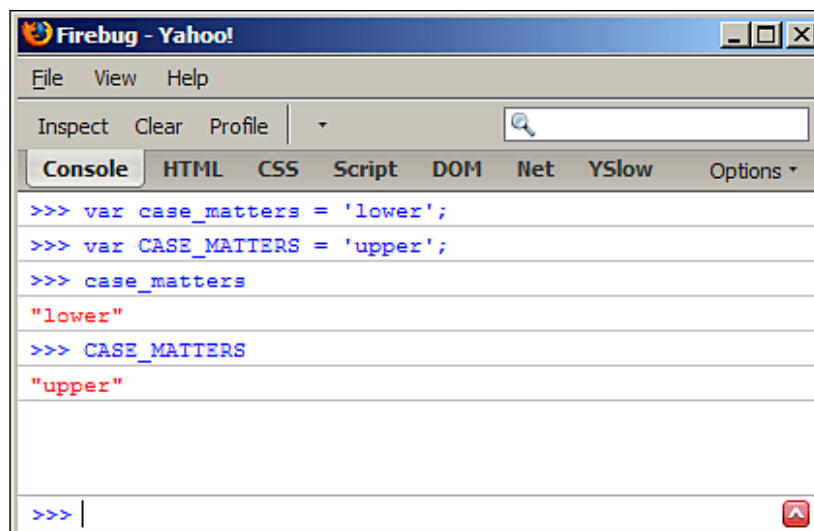 Firebug - Yahoo!
File View Help
Inspect Clear Profile
Console HTML CSS Script DOM Net YSlow Options
>>> var case_matters = 'lower';
>>> var CASE_MATTERS = 'upper';
>>> case_matters
"lower"
>>> CASE_MATTERS
"upper"
>>>